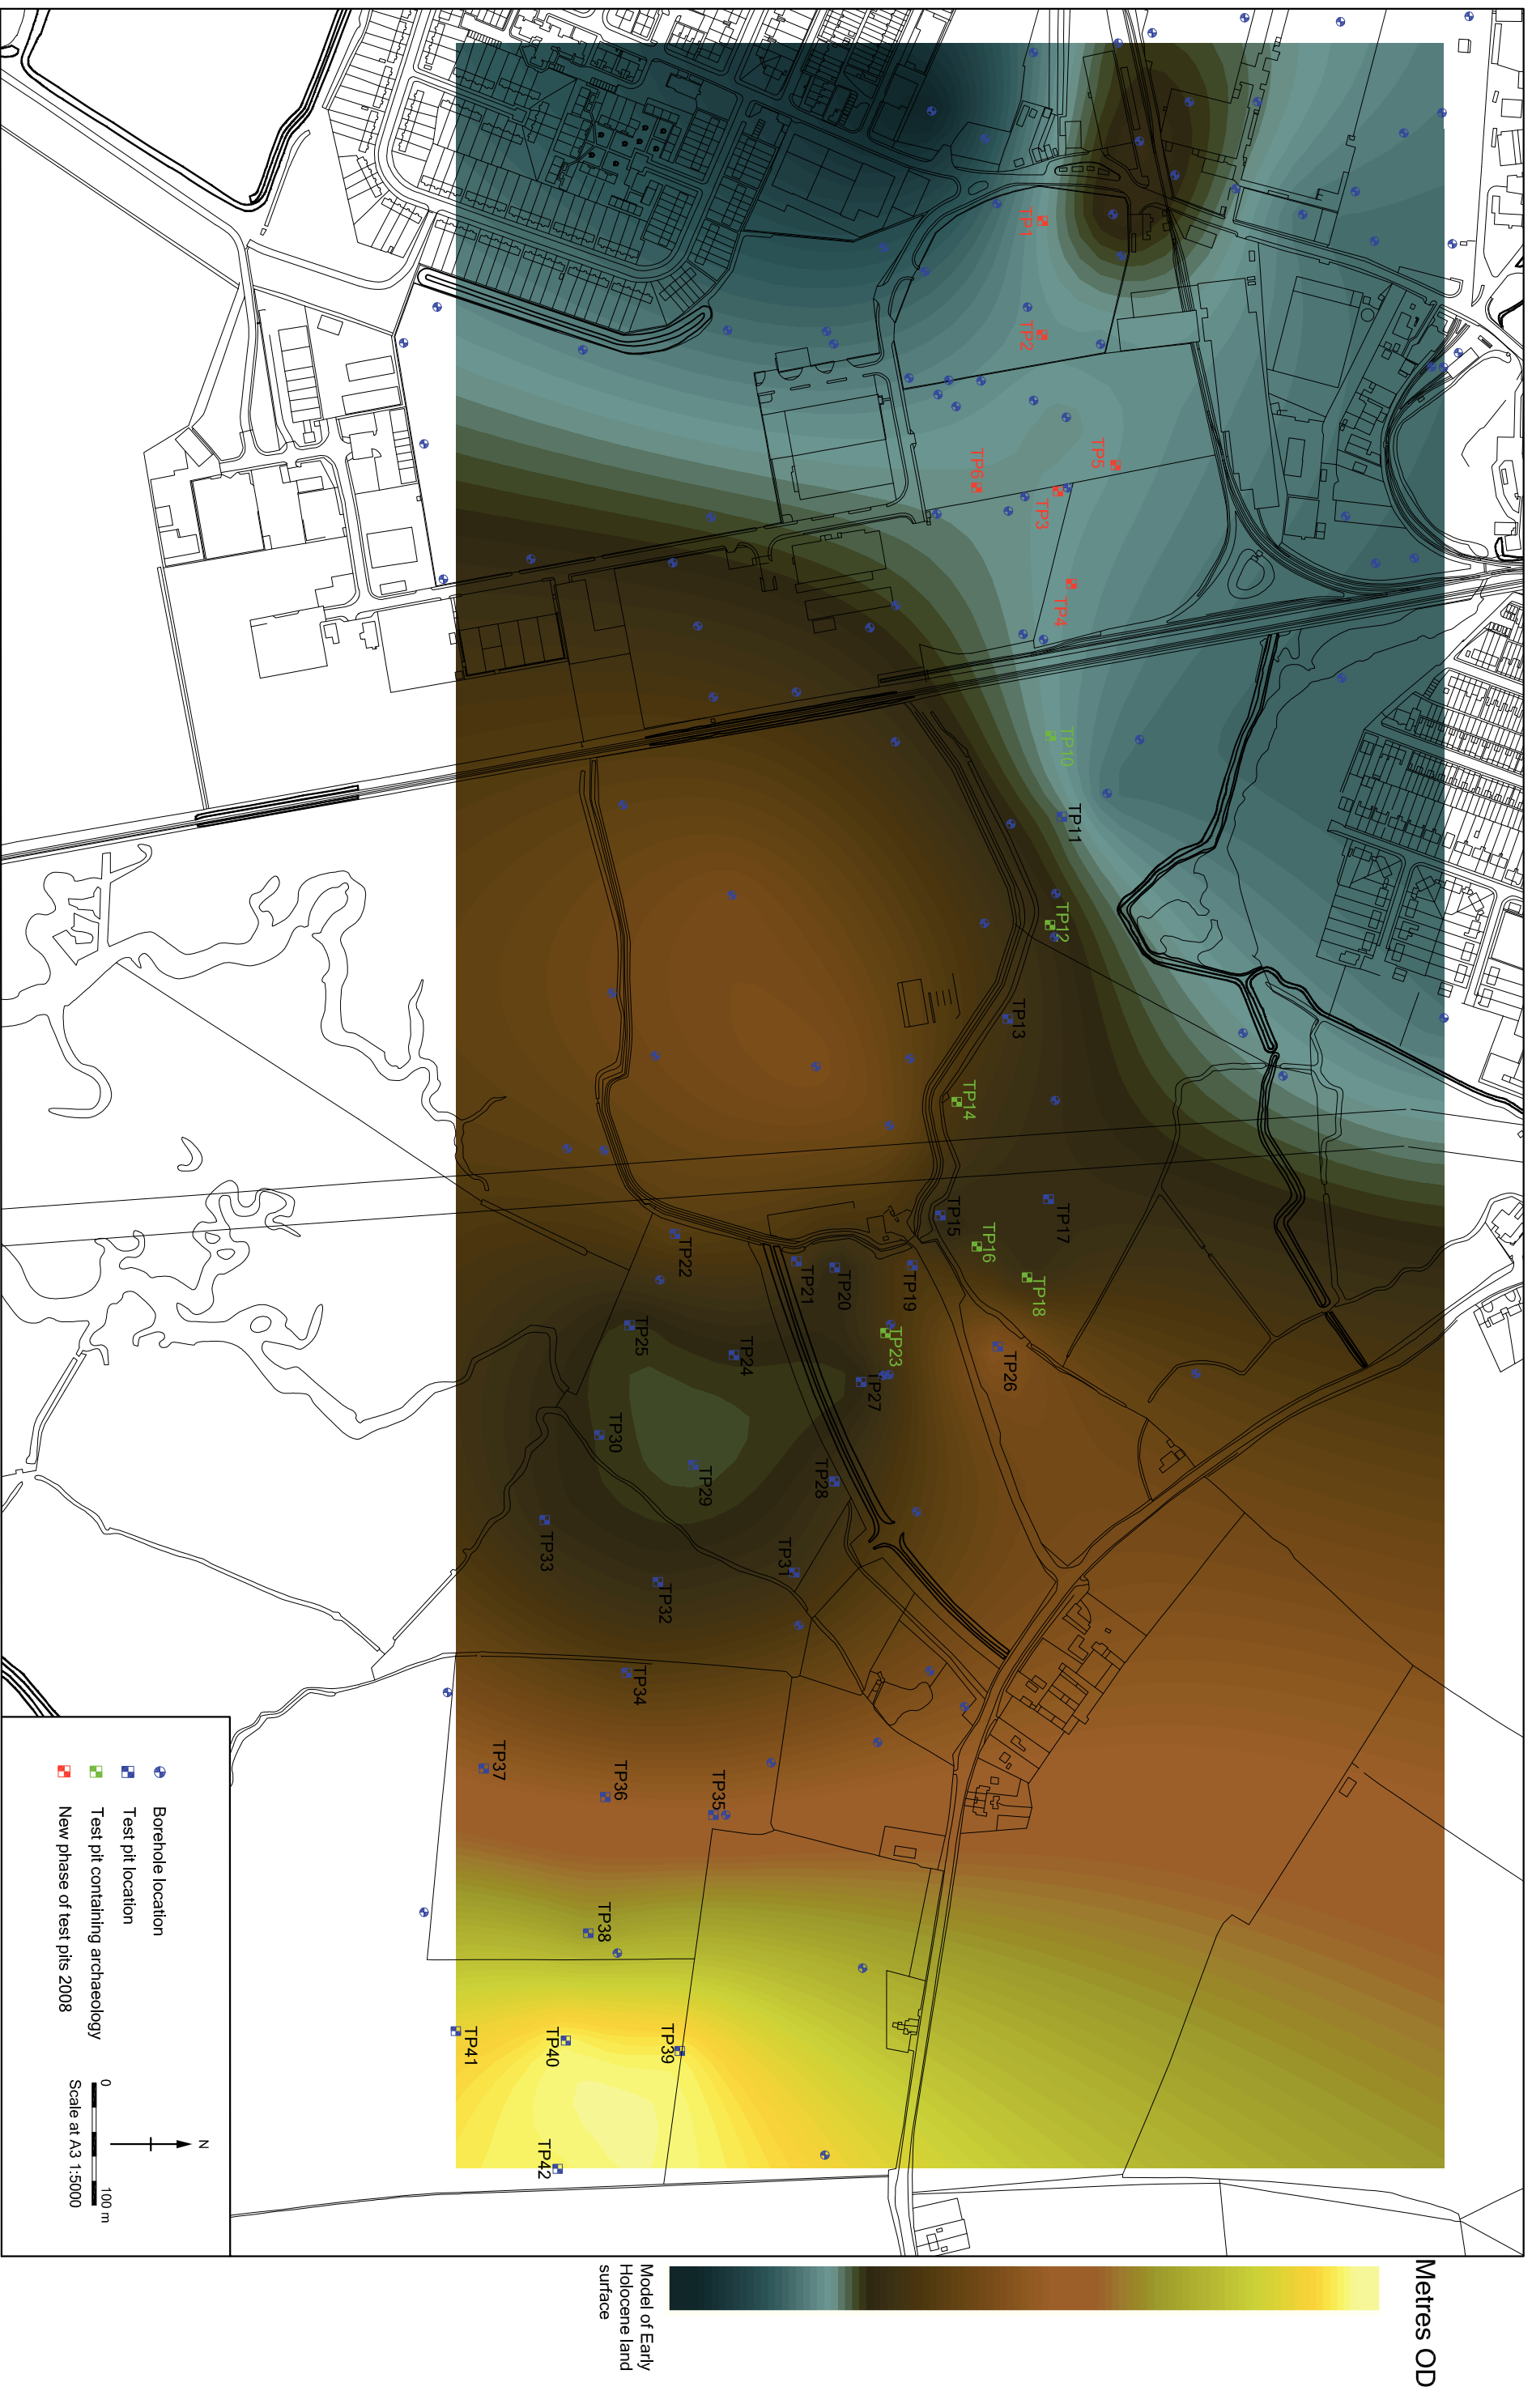 TP1
TP2
TP5
TP6
TP3
TP4
TP10
TP11
TP12
TP13
TP14
TP17
TP15
TP16
TP18
TP19
TP20
TP21
TP22
TP23
TP26
TP25
TP24
TP27
TP30
TP29
TP28
TP33
TP31
TP32
TP34
TP37
TP36
TP35
TP38
TP41
TP40
TP39
TP42
Borehole location
Test pit location
Test pit containing archaeology
New phase of test pits 2008
N
0
100 m
Scale at A3 1:5000
Metres OD
Model of Early
Holocene land
surface